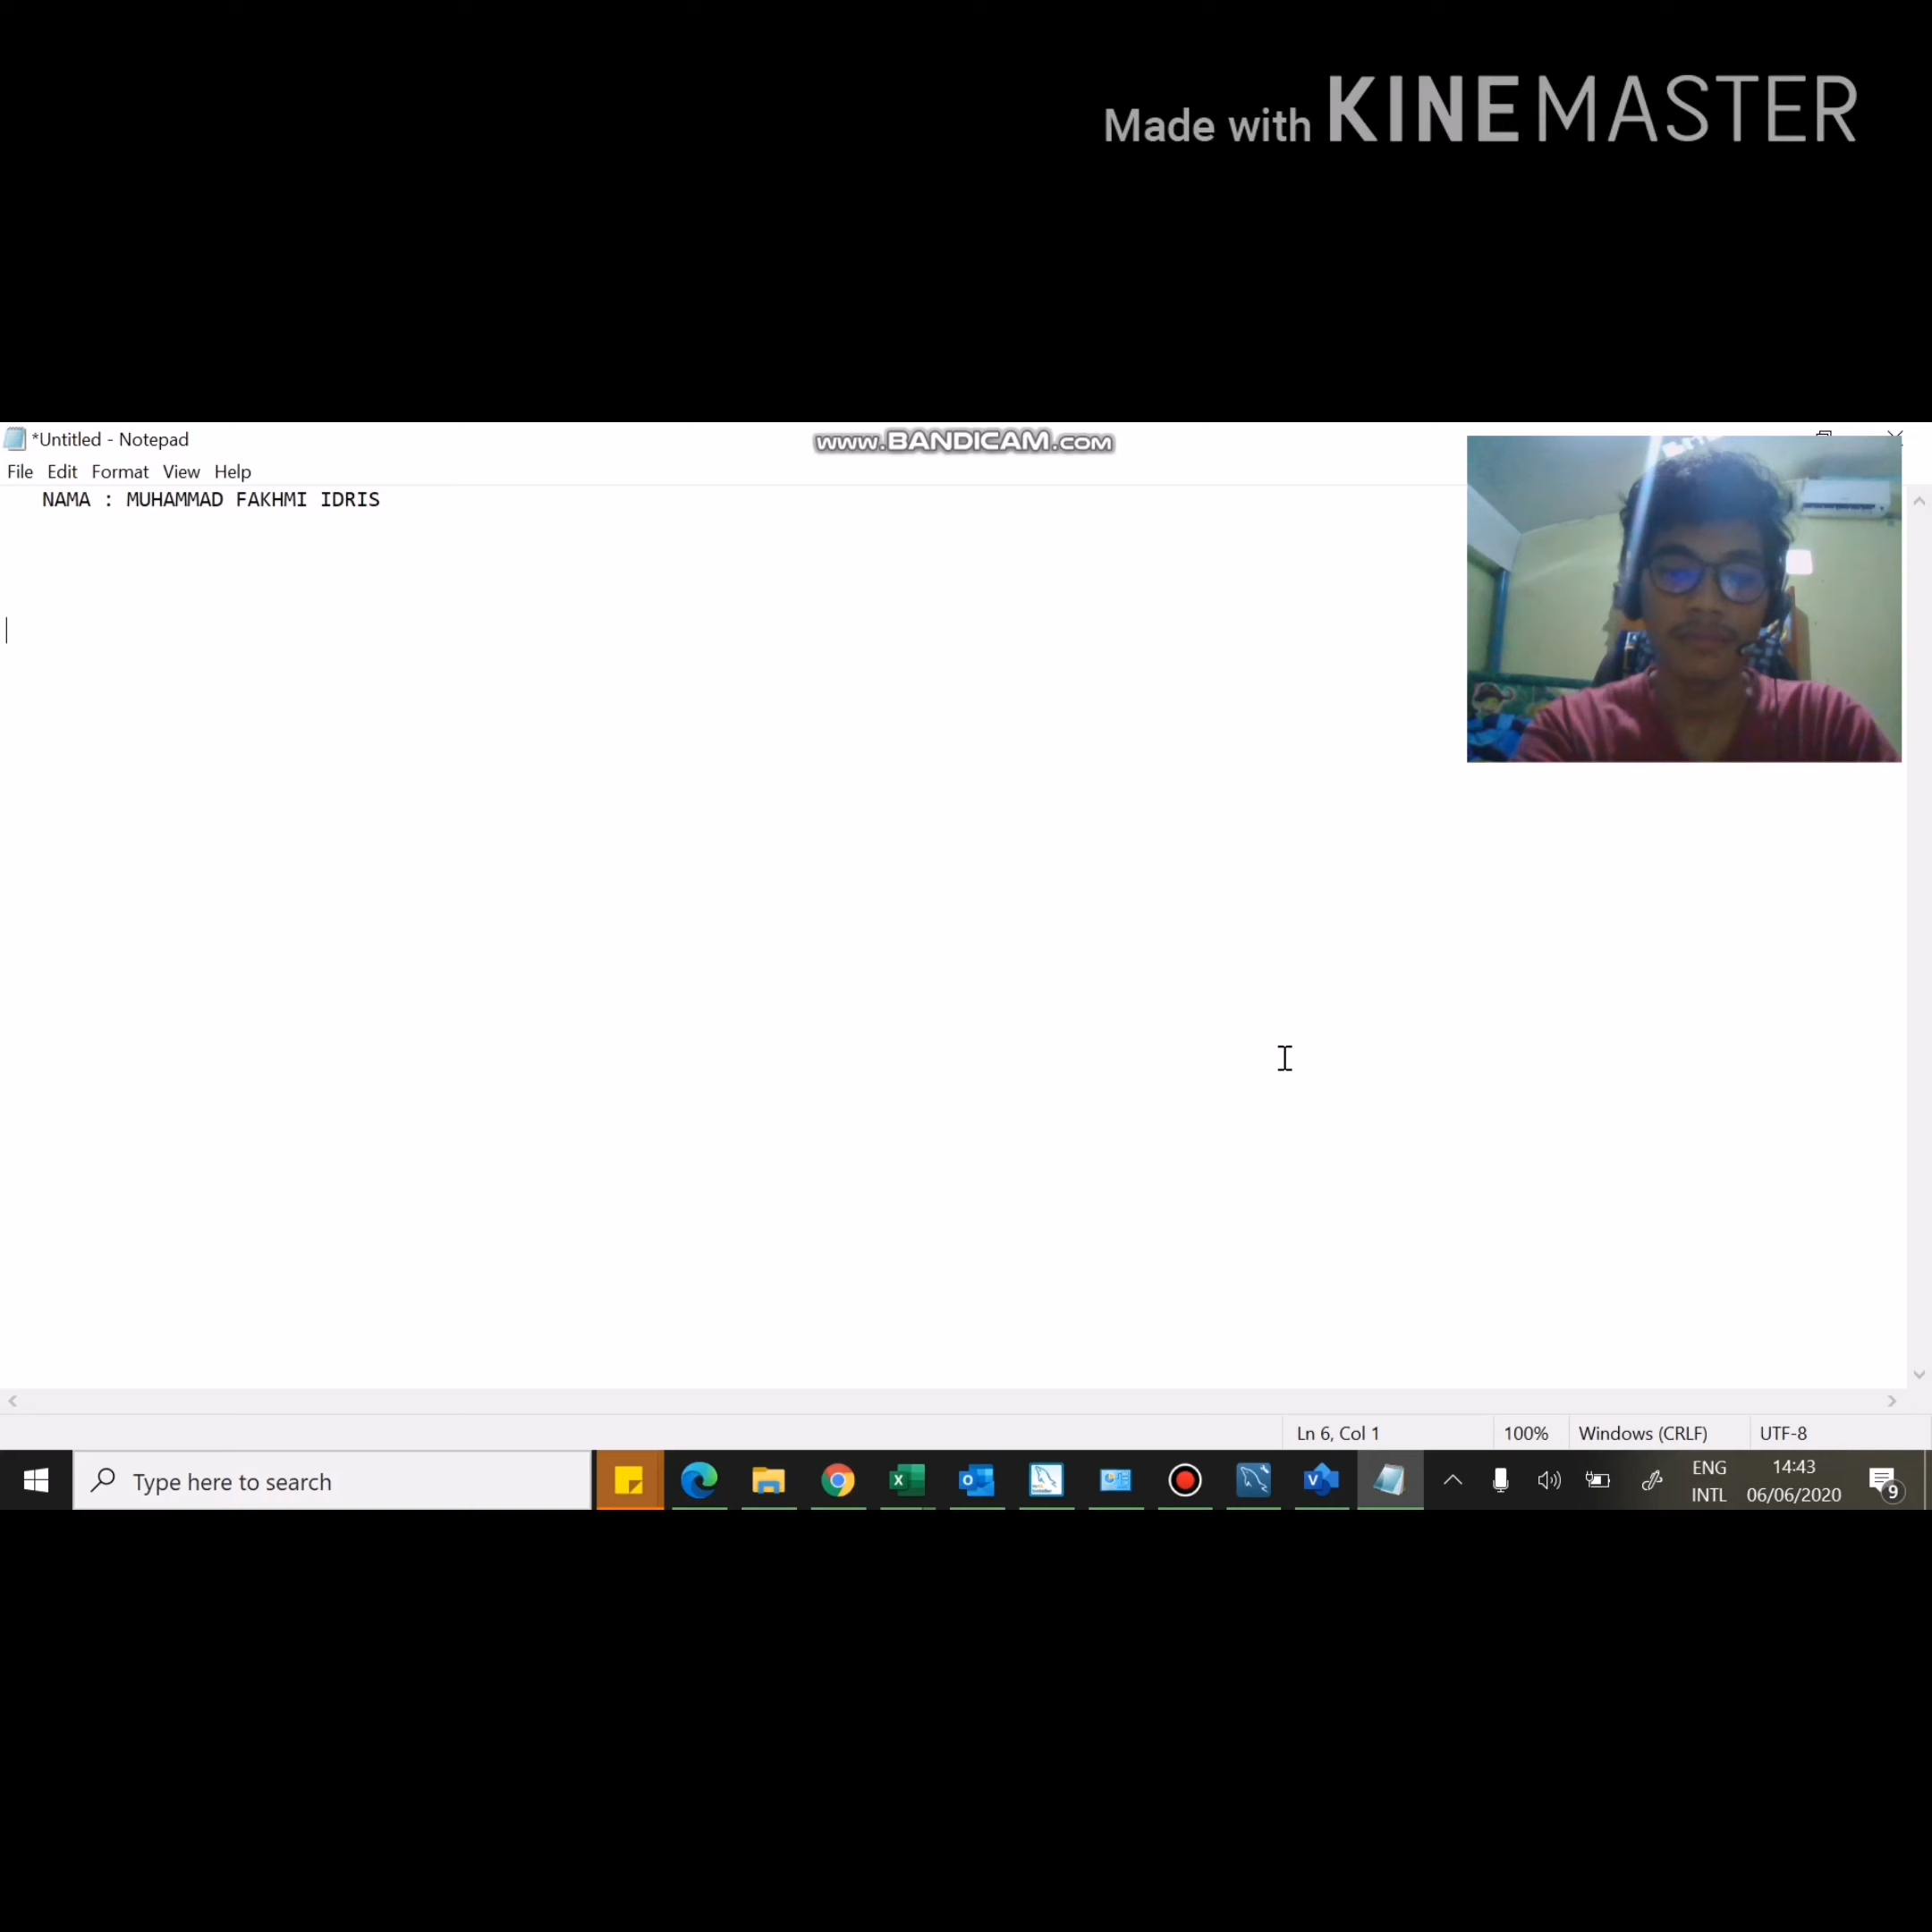 Made with KINEMASTER
*Untitled - Notepad
www.BANDICAM.com
File Edit Format View Help
NAMA : MUHAMMAD FAKHMI IDRIS
Ln 6, Col 1 100% Windows (CRLF) UTF-8
Type here to search
ENG
INTL
14:43
06/06/2020
9